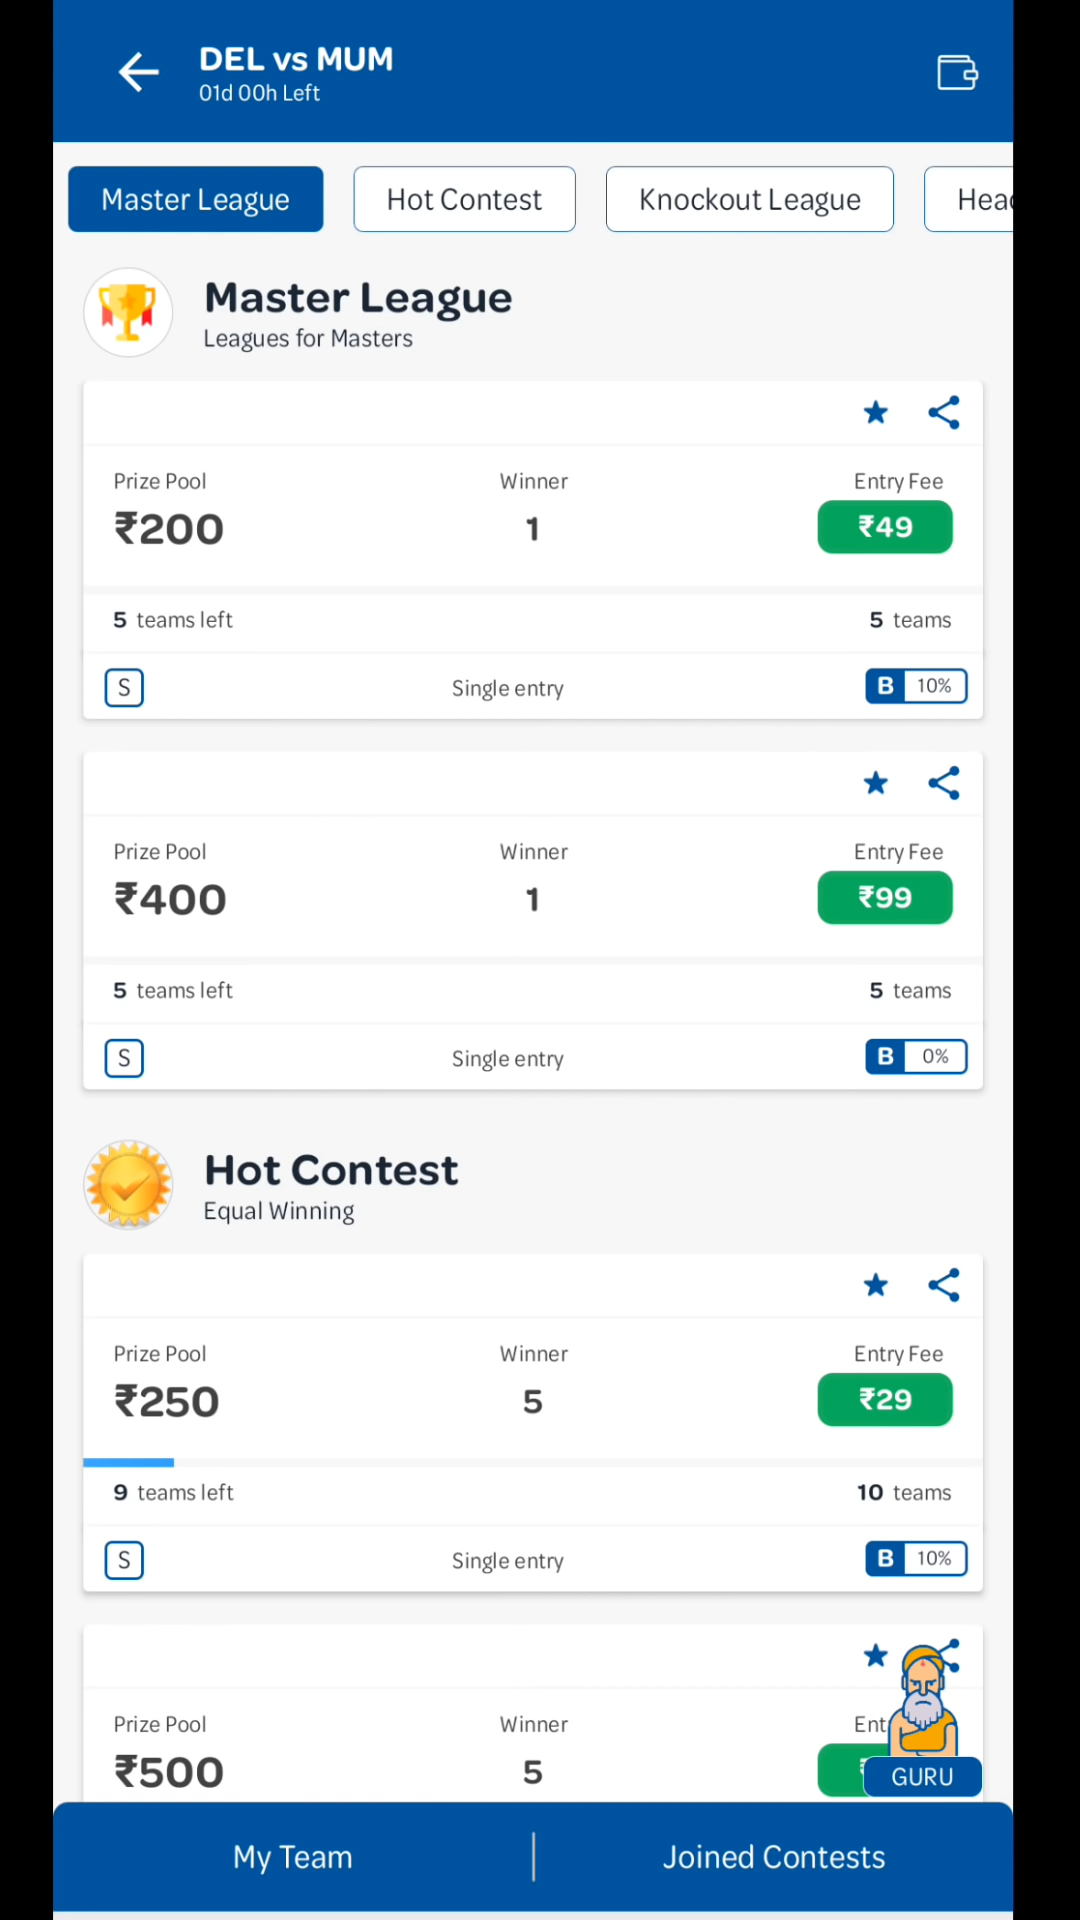 DEL vs MUM
01d 00h Left
Master League
Hot Contest
Knockout League
Master League
Leagues for Masters
Prize Pool Winner Entry Fee
₹200 1 ₹49
5 teams left 5 teams
S Single entry B 10%
Prize Pool Winner Entry Fee
₹400 1 ₹99
5 teams left 5 teams
S Single entry B 0%
Hot Contest
Equal Winning
Prize Pool Winner Entry Fee
₹250 5 ₹29
9 teams left 10 teams
S Single entry B 10%
Prize Pool Winner
₹500 5
GURU
My Team Joined Contests